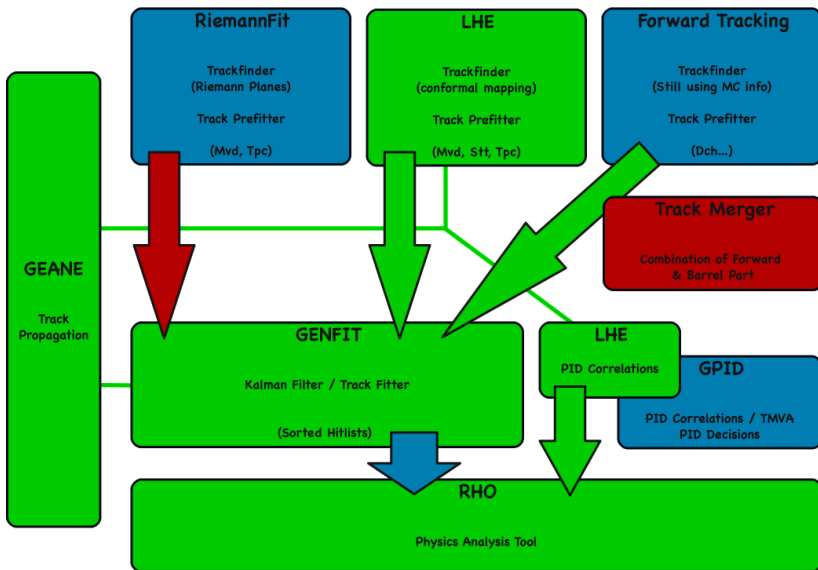 RiemannFit
Trackfinder
(Riemann Planes)
Track Prefitter
(Mvd, Tpc)
LHE
Trackfinder
(conformal mapping)
Track Prefitter
(Mvd, Stt, Tpc)
Forward Tracking
Trackfinder
(Still using MC info)
Track Prefitter
(Dch...)
Track Merger
Combination of Forward
& Barrel Part
GEANE
Track
Propagation
GENFIT
Kalman Filter / Track Fitter
(Sorted Hitlists)
LHE
PID Correlations
GPID
PID Correlations / TMVA
PID Decisions
RHO
Physics Analysis Tool